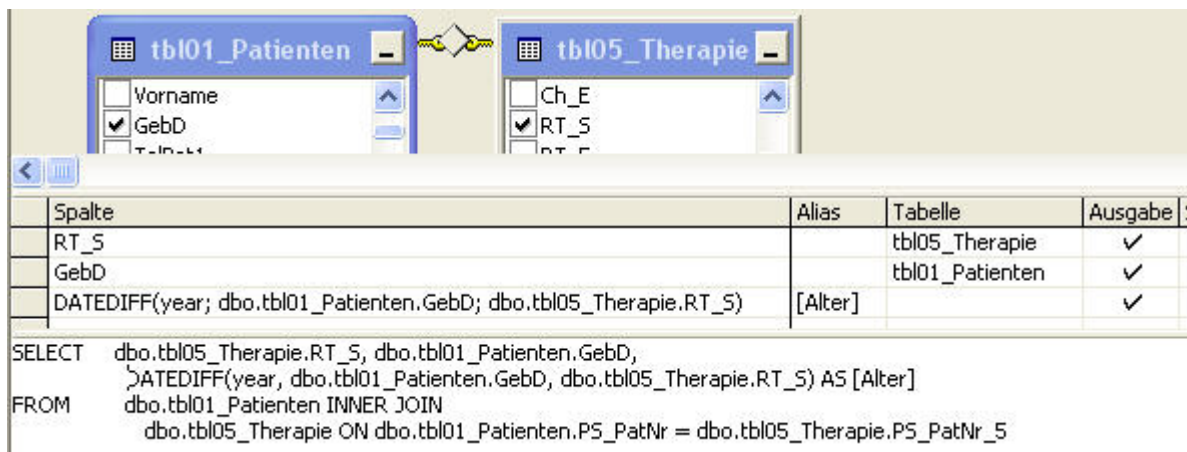 tbl01_Patienten
tbl05_Therapie
Vorname
GebD
Ch_E
RT_S
Spalte Alias Tabelle Ausgabe
RT_S tbl05_Therapie
GebD tbl01_Patienten
DATEDIFF(year; dbo.tbl01_Patienten.GebD; dbo.tbl05_Therapie.RT_S) [Alter]
SELECT dbo.tbl05_Therapie.RT_S, dbo.tbl01_Patienten.GebD,
DATEDIFF(year, dbo.tbl01_Patienten.GebD, dbo.tbl05_Therapie.RT_S) AS [Alter]
FROM dbo.tbl01_Patienten INNER JOIN
dbo.tbl05_Therapie ON dbo.tbl01_Patienten.PS_PatNr = dbo.tbl05_Therapie.PS_PatNr_5